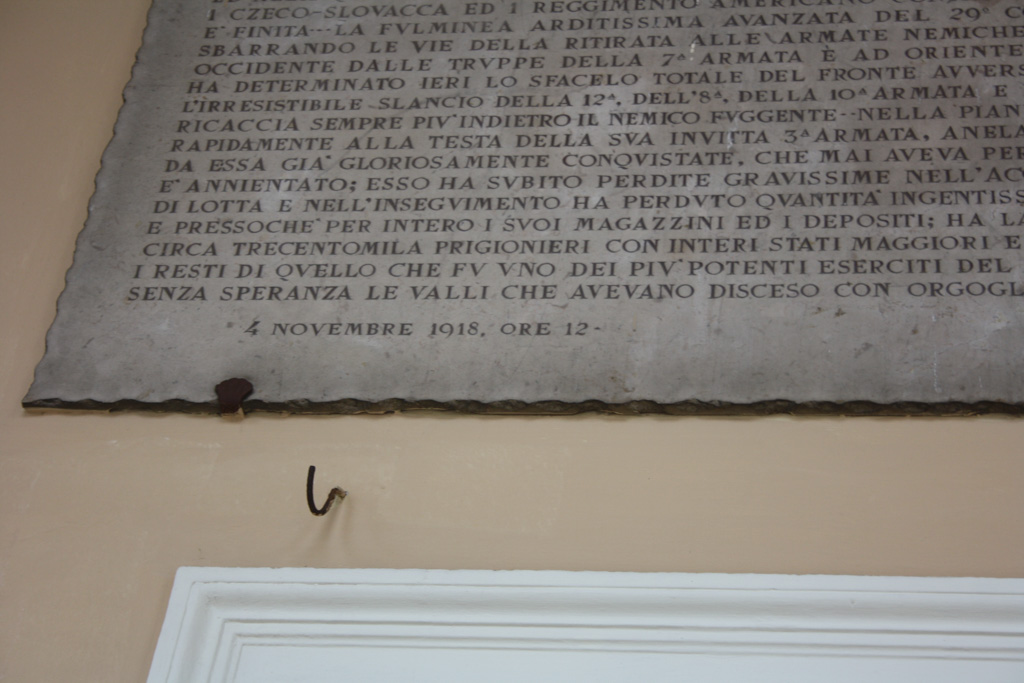 I CZECO-SLOVACCA ED 1 REGGIMENTO AMERICANO
E' FINITA---LA FVLMINEA ARDITISSIMA AVANZATA DEL 29° C
SBARRANDO LE VIE DELLA RITIRATA ALLE ARMATE NEMICHE
OCCIDENTE DALLE TRVPPE DELLA 7ª ARMATA È AD ORIENTE
HA DETERMINATO IERI LO SFACELO TOTALE DEL FRONTE AVVERS
L'IRRESISTIBILE SLANCIO DELLA 12ª, DELL'8ª, DELLA 10ª ARMATA E
RICACCIA SEMPRE PIV' INDIETRO IL NEMICO FVGGENTE--NELLA PIAN
RAPIDAMENTE ALLA TESTA DELLA SVA INVITTA 3ª ARMATA, ANELA
DA ESSA GIA' GLORIOSAMENTE CONQVISTATE, CHE MAI AVEVA PER
E' ANNIENTATO; ESSO HA SVBITO PERDITE GRAVISSIME NELL'AC
DI LOTTA E NELL'INSEGVIMENTO HA PERDVTO QVANTITA' INGENTISS
E PRESSOCHE' PER INTERO I SVOI MAGAZZINI ED I DEPOSITI; HA LA
CIRCA TRECENTOMILA PRIGIONIERI CON INTERI STATI MAGGIORI E
I RESTI DI QVELLO CHE FV VNO DEI PIV' POTENTI ESERCITI DEL
SENZA SPERANZA LE VALLI CHE AVEVANO DISCESO CON ORGOGL
4 NOVEMBRE 1918, ORE 12-